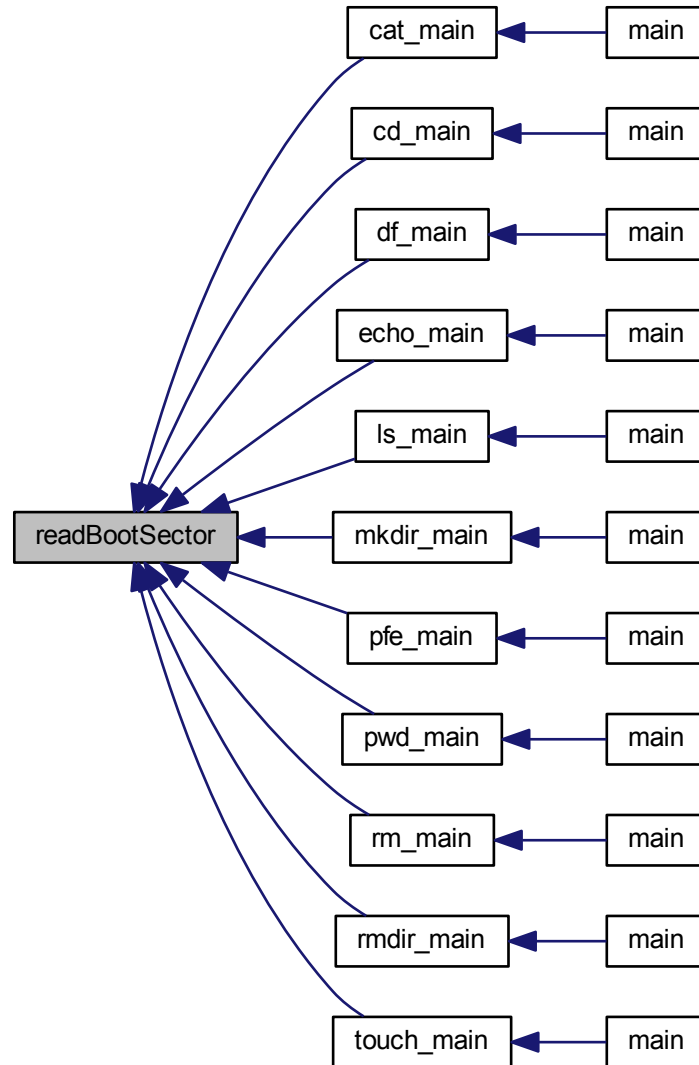 cat_main main
cd_main main
df_main main
echo_main main
ls_main main
readBootSector
mkdir_main main
pfe_main main
pwd_main main
rm_main main
rmdir_main main
touch_main main